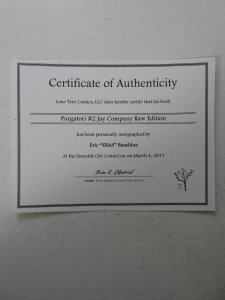 Certificate of Authenticity
Lone Tree Comics, LLC does hereby certify that his book
Purgatori #2 Jay Company Raw Edition
has been personally autographed by
Eric "EBAS" Basaldua
At the Emerald City ComicCon on March 4, 2017